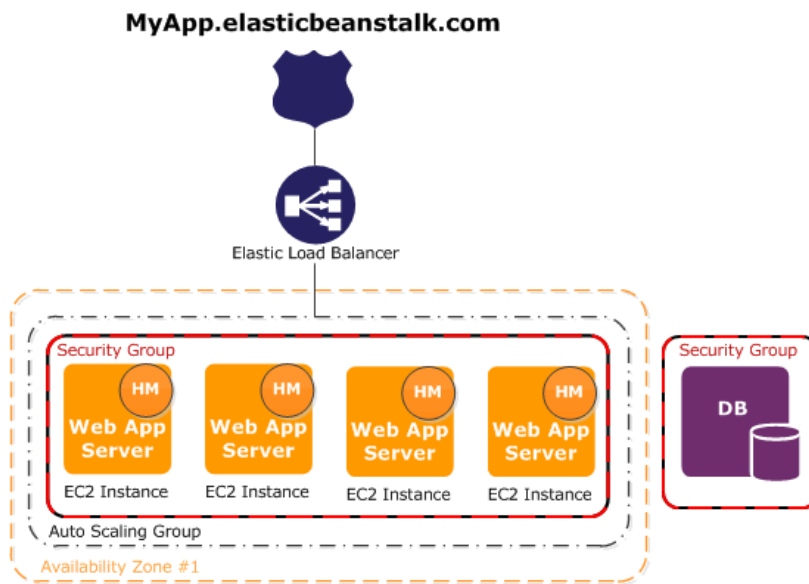 MyApp.elasticbeanstalk.com
Elastic Load Balancer
Security Group
Security Group
HM
HM
HM
HM
DB
Web App
Server
Web App
Server
Web App
Server
Web App
Server
EC2 Instance
EC2 Instance
EC2 Instance
EC2 Instance
Auto Scaling Group
Availability Zone #1